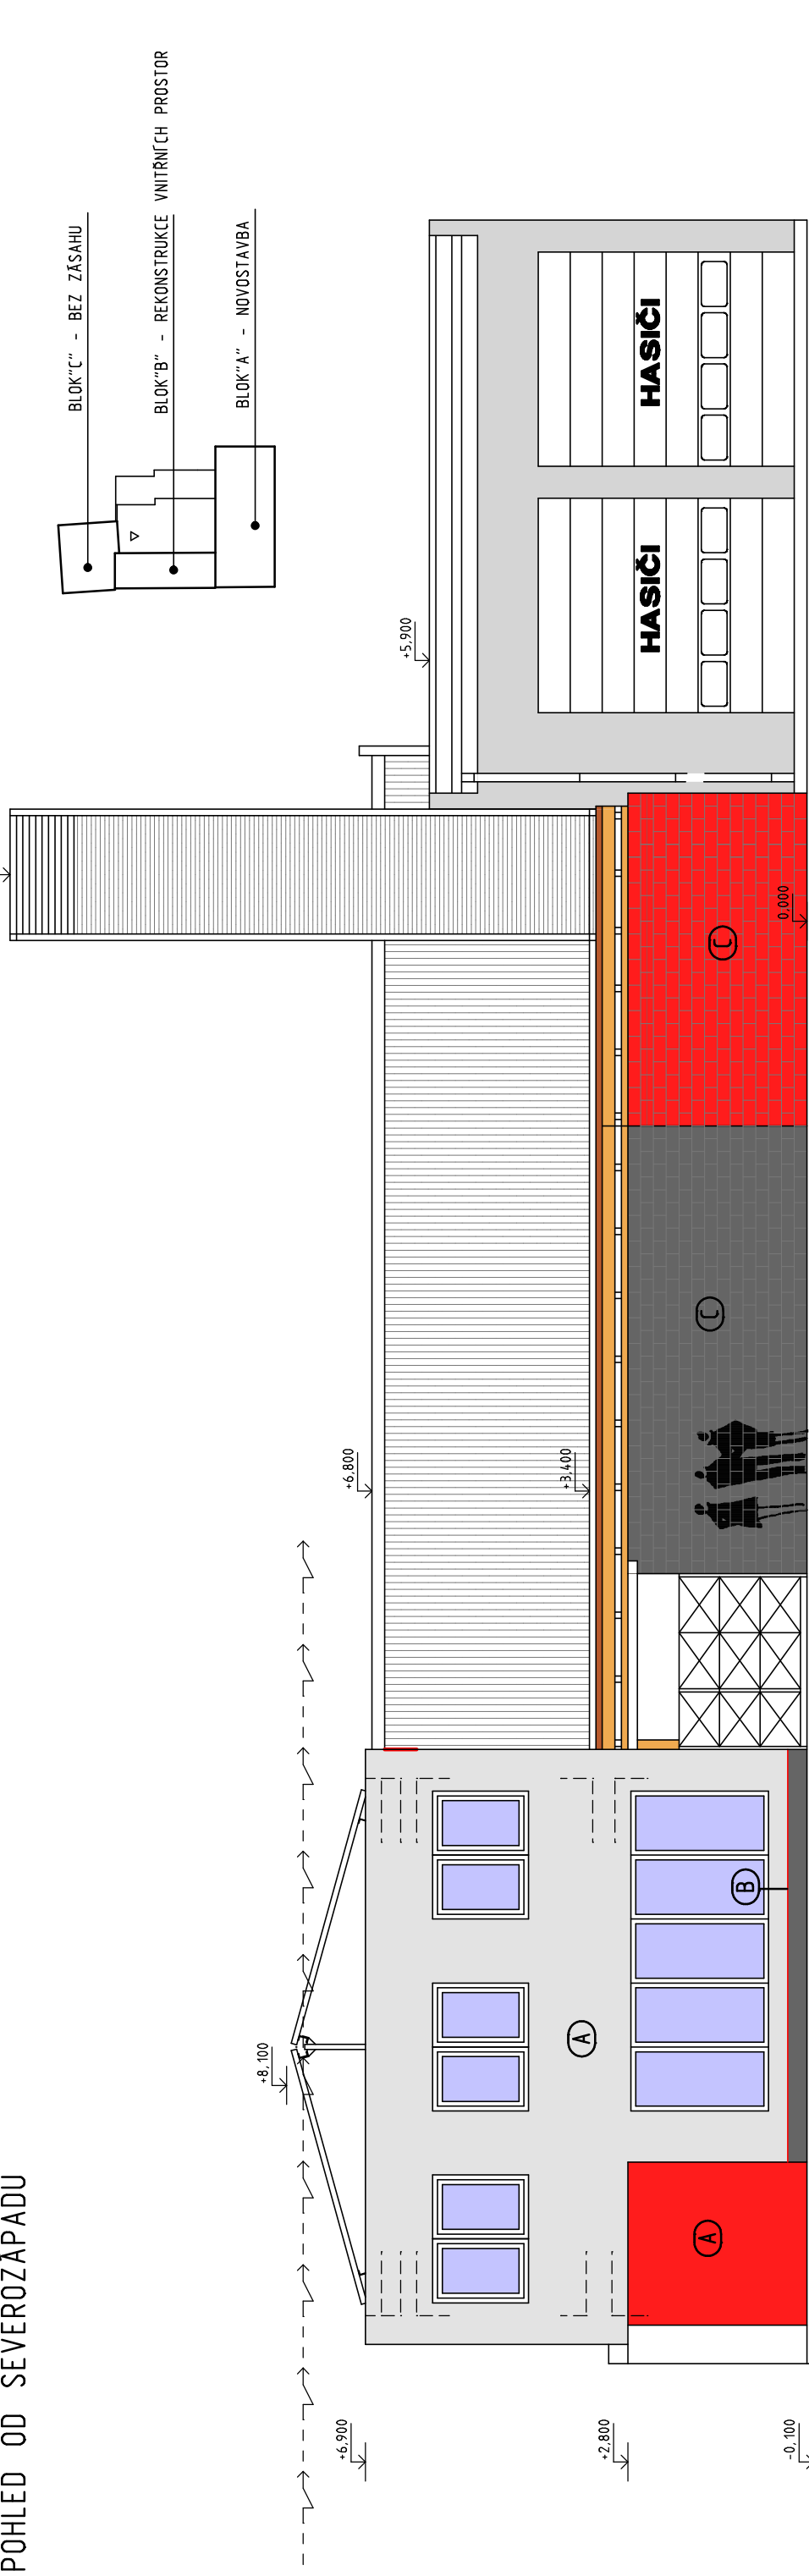 POHLED OD SEVEROZÁPADU
BLOK"C" - BEZ ZÁSAHU
BLOK"B" - REKONSTRUKCE VNITŘNÍCH PROSTOR
BLOK"A" - NOVOSTAVBA
+8,100
+6,900
+6,800
+5,900
+3,400
+2,800
0,000
-0,100
HASIČI
HASIČI
A
A
B
C
C